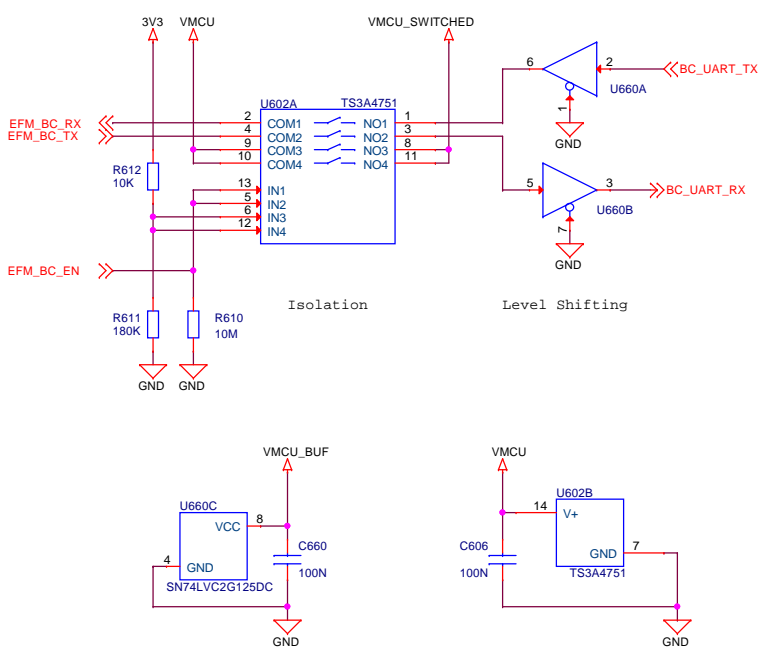 3V3 VMCU VMCU_SWITCHED
6 2 BC_UART_TX
U660A
U602A TS3A4751
1
EFM_BC_RX 2 COM1 NO1 1
EFM_BC_TX 4 COM2 NO2 3
9 COM3 NO3 8
10 COM4 NO4 11
GND
R612
10K
13 IN1
5 IN2
6 IN3
12 IN4
5 3 BC_UART_RX
U660B
7
GND
EFM_BC_EN
Isolation Level Shifting
R611
180K
R610
10M
GND GND
VMCU_BUF VMCU
U660C
VCC 8
4 GND
SN74LVC2G125DC
C660
100N
GND
U602B
14 V+
GND 7
TS3A4751
C606
100N
GND